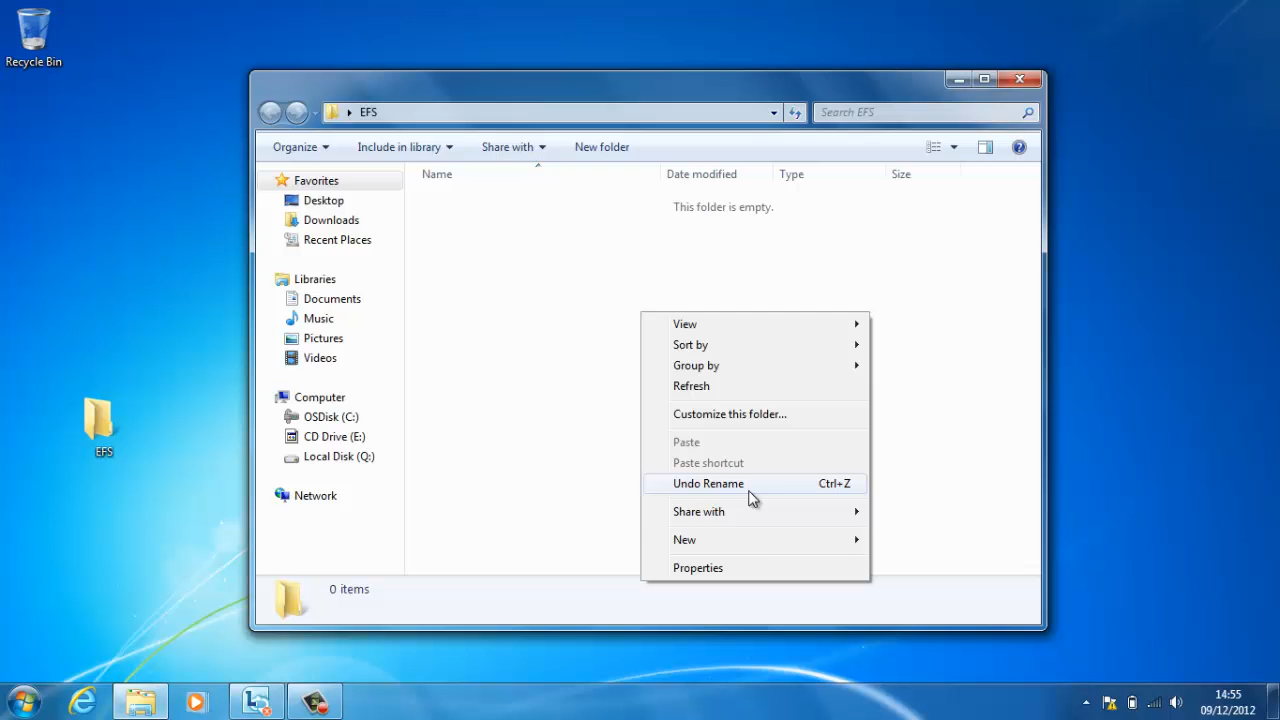 Recycle Bin
EFS
Search EFS
Organize
Include in library
Share with
New folder
Name
Date modified
Type
Size
This folder is empty.
Favorites
Desktop
Downloads
Recent Places
Libraries
Documents
Music
Pictures
Videos
Computer
OSDisk (C:)
CD Drive (E:)
Local Disk (Q:)
Network
EFS
View
Sort by
Group by
Refresh
Customize this folder...
Paste
Paste shortcut
Undo Rename Ctrl+Z
Share with
New
Properties
0 items
14:55
09/12/2012